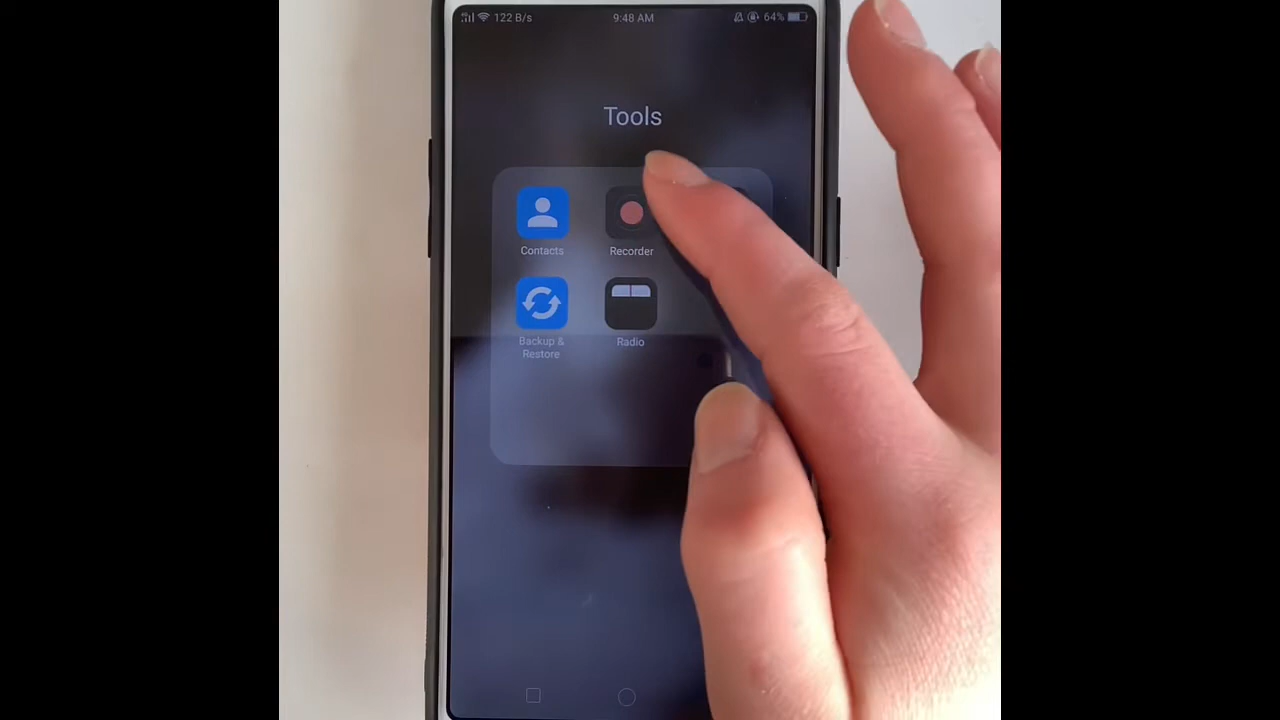 122 B/s 9:48 AM 64%
Tools
Contacts Recorder
Backup & Restore Radio